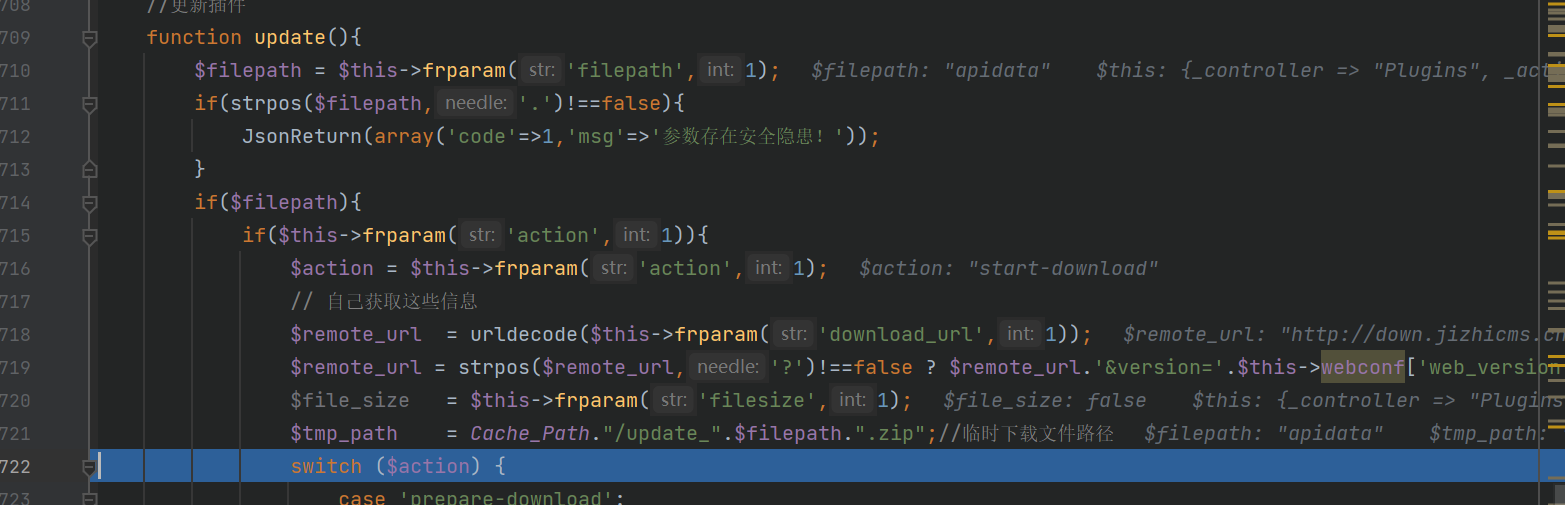 708 //更新插件
709 function update(){
710 $filepath = $this->frparam( str: 'filepath', int: 1); $filepath: "apidata" $this: {_controller => "Plugins", _acti
711 if(strpos($filepath, needle: '.')!==false){
712 JsonReturn(array('code'=>1,'msg'=>'参数存在安全隐患！'));
713 }
714 if($filepath){
715 if($this->frparam( str: 'action', int: 1)){
716 $action = $this->frparam( str: 'action', int: 1); $action: "start-download"
717 // 自己获取这些信息
718 $remote_url = urldecode($this->frparam( str: 'download_url', int: 1)); $remote_url: "http://down.jizhicms.cn
719 $remote_url = strpos($remote_url, needle: '?')!==false ? $remote_url.'&version='.$this->webconf['web_version
720 $file_size = $this->frparam( str: 'filesize', int: 1); $file_size: false $this: {_controller => "Plugins
721 $tmp_path = Cache_Path."/update_".$filepath.".zip";//临时下载文件路径 $filepath: "apidata" $tmp_path:
722 switch ($action) {
723 case 'prepare-download':